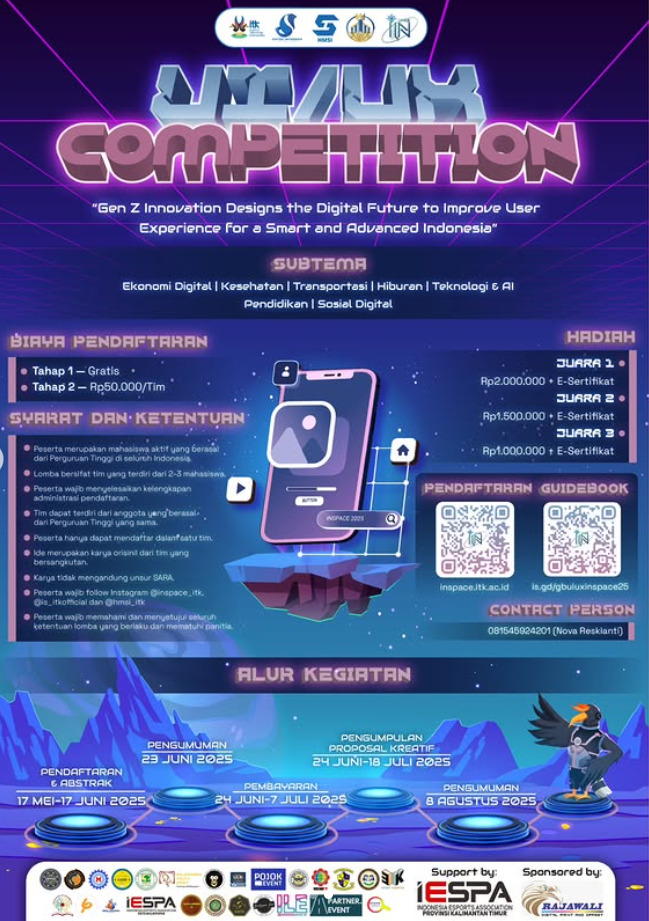 itk
HMSI
UI/UX
COMPETITION
"Gen Z Innovation Designs the Digital Future to Improve User
Experience for a Smart and Advanced Indonesia"
SUBTEMA
Ekonomi Digital | Kesehatan | Transportasi | Hiburan | Teknologi & AI
Pendidikan | Sosial Digital
BIAYA PENDAFTARAN
Tahap 1 — Gratis
Tahap 2 — Rp50.000/Tim
SYARAT DAN KETENTUAN
Peserta merupakan mahasiswa aktif yang berasal
dari Perguruan Tinggi di seluruh Indonesia.
Lomba bersifat tim yang terdiri dari 2-3 mahasiswa.
Peserta wajib menyelesaikan kelengkapan
administrasi pendaftaran.
Tim dapat terdiri dari anggota yang berasal
dari Perguruan Tinggi yang sama.
Peserta hanya dapat mendaftar dalam satu tim.
Ide merupakan karya orisinil dari tim yang
bersangkutan.
Karya tidak mengandung unsur SARA.
Peserta wajib follow Instagram @inspace_itk,
@is_itkofficial dan @hmsi_itk
Peserta wajib memahami dan menyetujui seluruh
ketentuan lomba yang berlaku dan mematuhi panitia.
BUTTON
INSPACE 2025
HADIAH
JUARA 1
Rp2.000.000 + E-Sertifikat
JUARA 2
Rp1.500.000 + E-Sertifikat
JUARA 3
Rp1.000.000 + E-Sertifikat
PENDAFTARAN GUIDEBOOK
inspace.itk.ac.id
is.gd/gbuiuxinspace25
CONTACT PERSON
081545924201 (Nova Resklanti)
ALUR KEGIATAN
PENDAFTARAN
& ABSTRAK
17 MEI-17 JUNI 2025
PENGUMUMAN
23 JUNI 2025
PEMBAYARAN
24 JUNI-7 JULI 2025
PENGUMPULAN
PROPOSAL KREATIF
24 JUNI-18 JULI 2025
PENGUMUMAN
8 AGUSTUS 2025
POJOK
EVENT
IESPA
PARTNER.
EVENT
Support by:
IESPA
INDONESIA ESPORTS ASSOCIATION
PROVINSI KALIMANTAN TIMUR
Sponsored by:
RAJAWALI